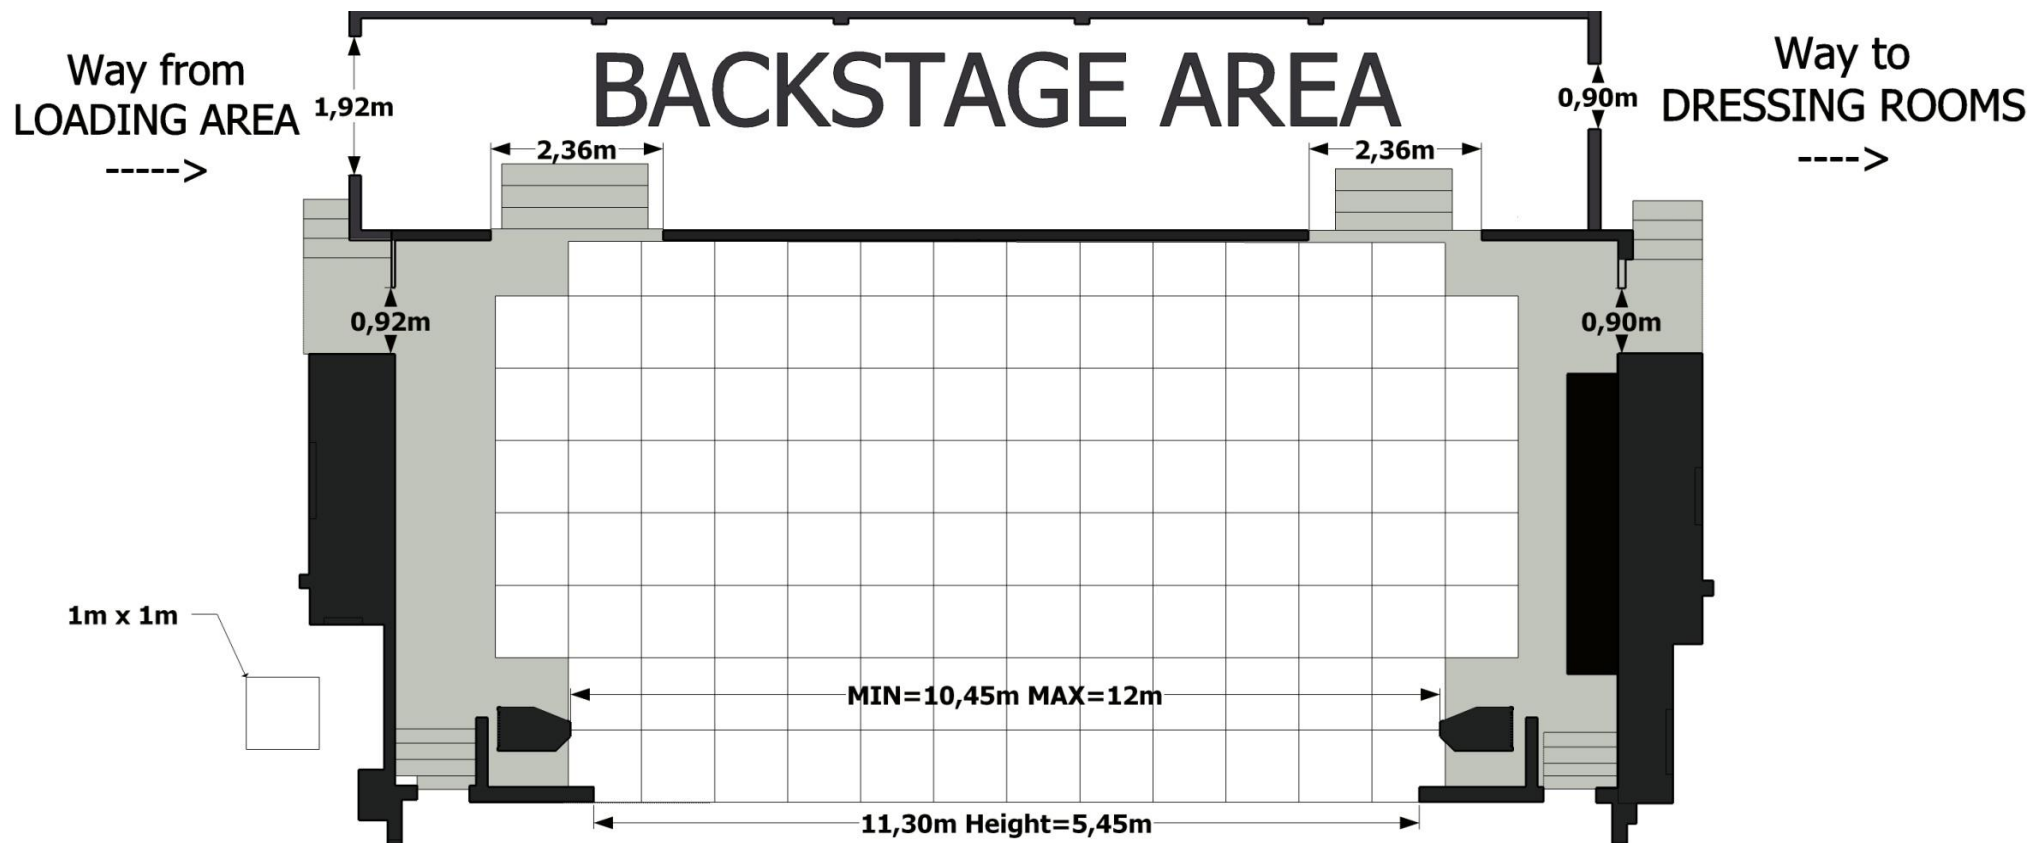 Way from
LOADING AREA
----->
1,92m
BACKSTAGE AREA
0,90m
Way to
DRESSING ROOMS
---->
2,36m
2,36m
0,92m
0,90m
1m x 1m
MIN=10,45m MAX=12m
11,30m Height=5,45m